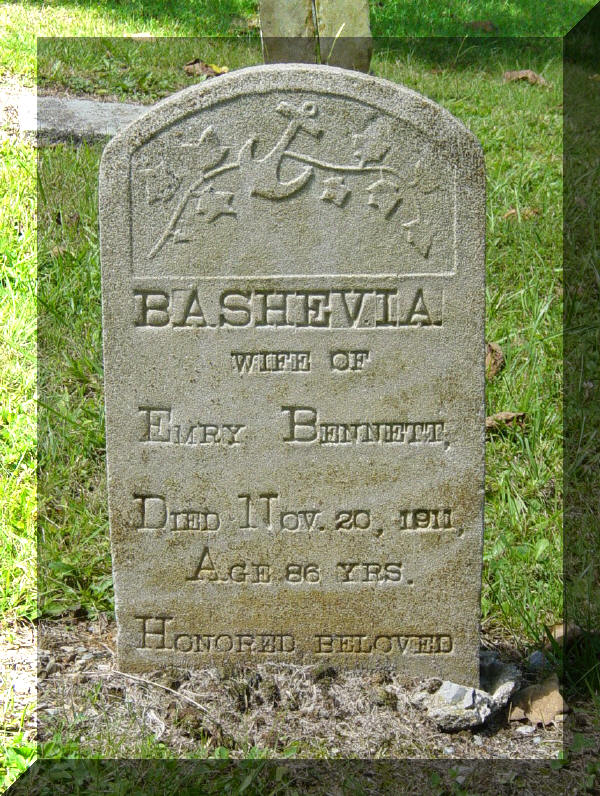 BASHEVIA.
WIFE OF
EMRY BENNETT,
DIED NOV. 20, 1911,
AGE 86 YRS.
HONORED BELOVED